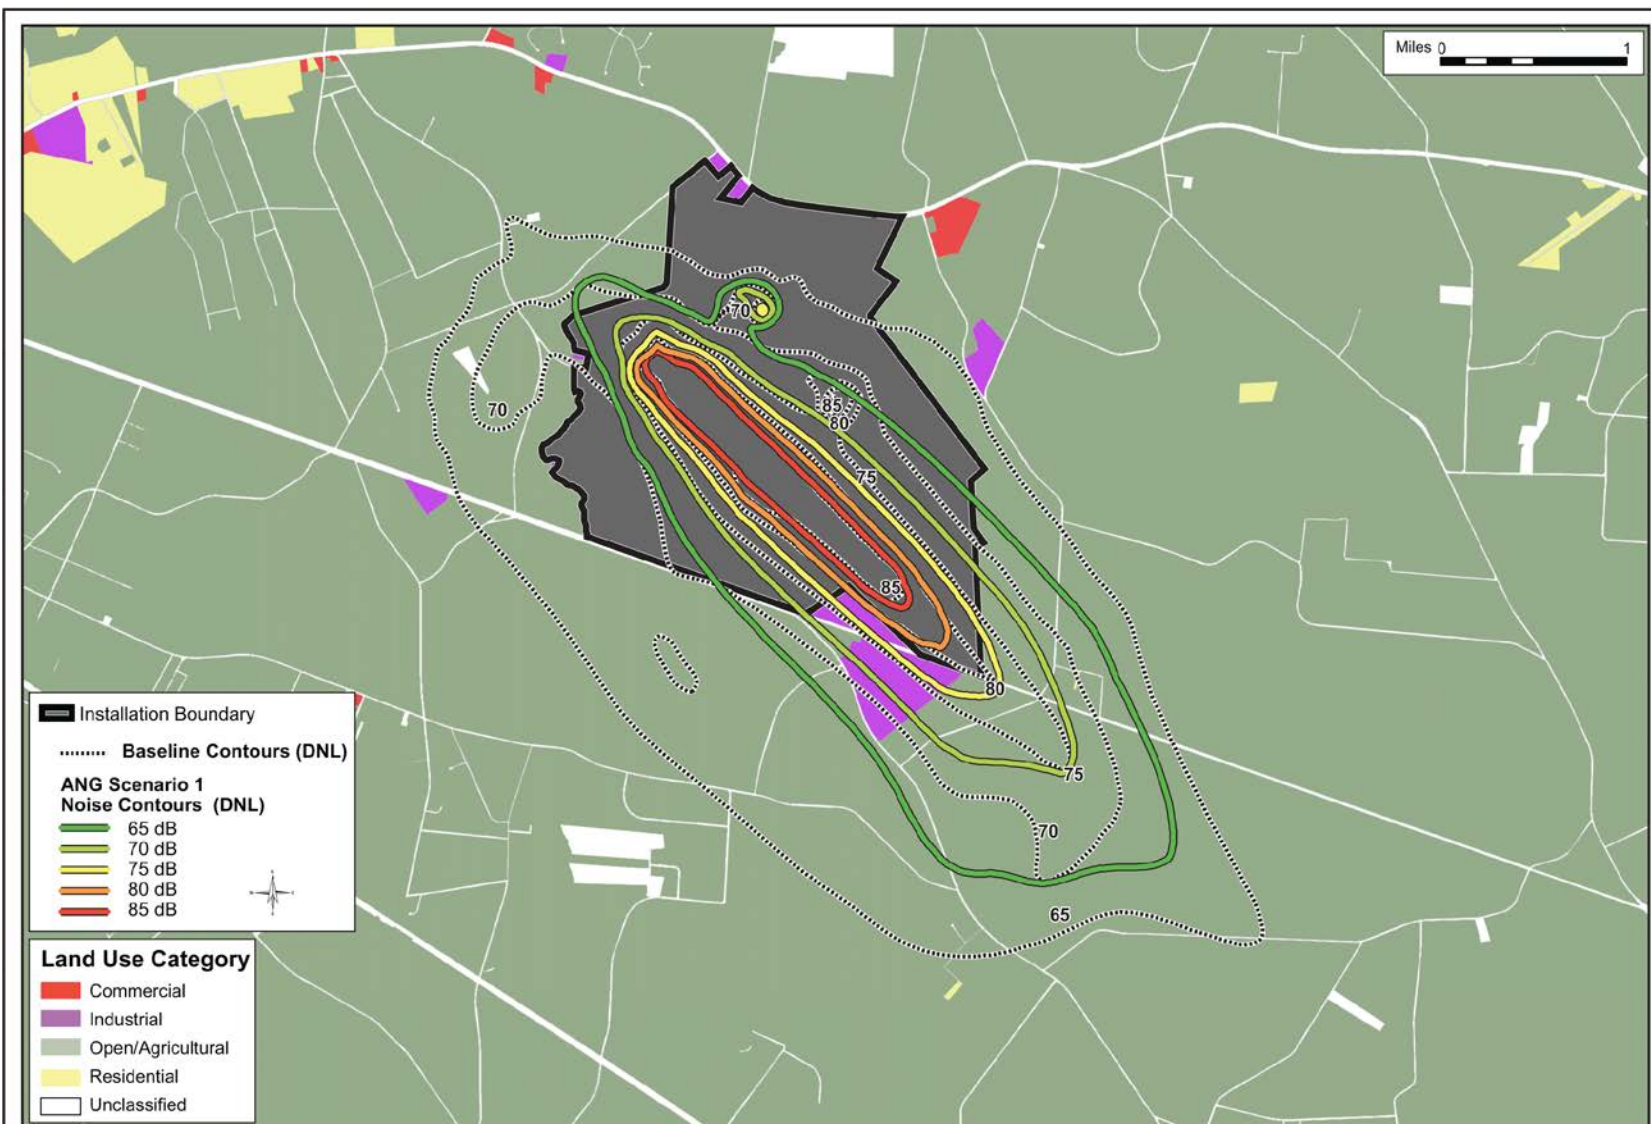 Miles 0 1
70
70
85
80
75
85
80
75
70
65
Installation Boundary
Baseline Contours (DNL)
ANG Scenario 1
Noise Contours (DNL)
65 dB
70 dB
75 dB
80 dB
85 dB
Land Use Category
Commercial
Industrial
Open/Agricultural
Residential
Unclassified